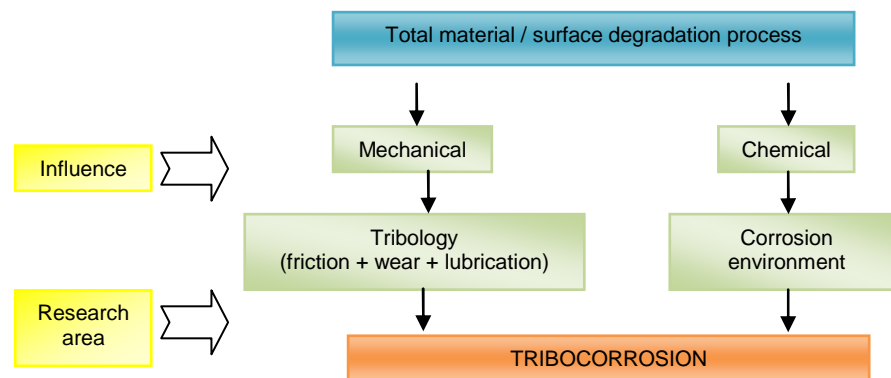 Total material / surface degradation process
Influence
Mechanical
Chemical
Tribology
(friction + wear + lubrication)
Corrosion
environment
Research
area
TRIBOCORROSION